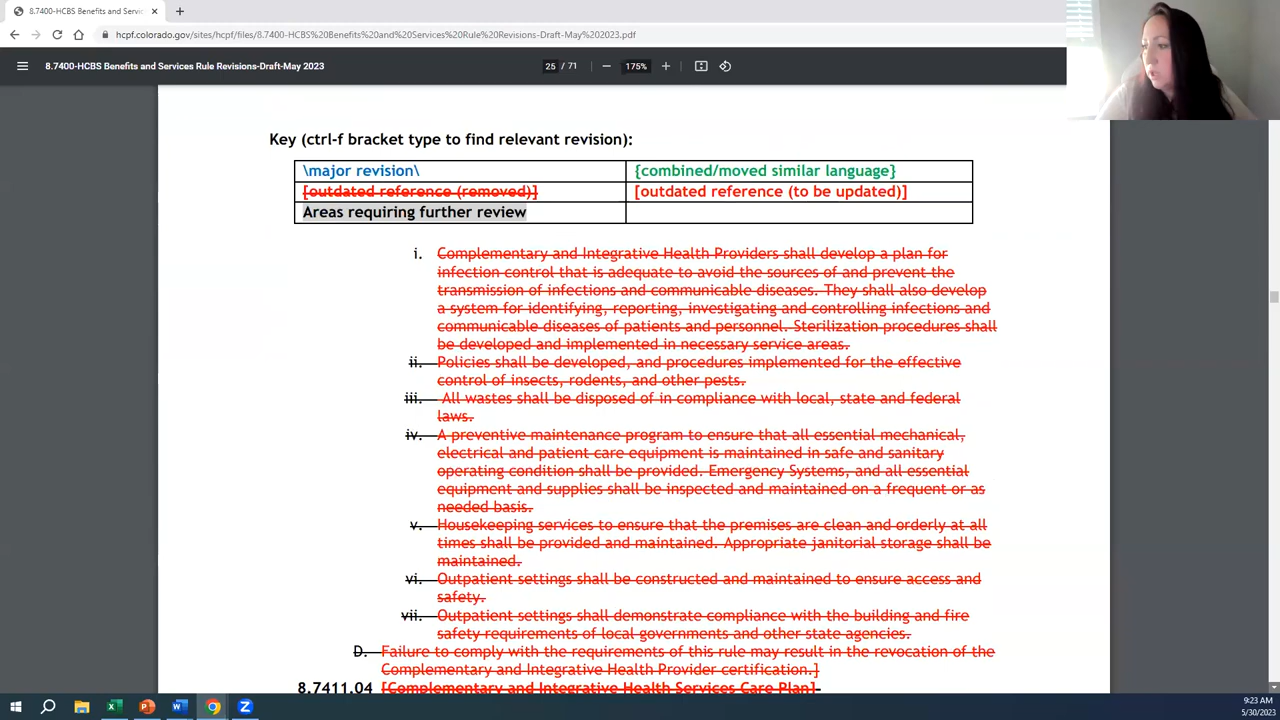 8.7400-HCBS Benefits and Servic
hcpf.colorado.gov/sites/hcpf/files/8.7400-HCBS%20Benefits%20and%20Services%20Rule%20Revisions-Draft-May%202023.pdf
8.7400-HCBS Benefits and Services Rule Revisions-Draft-May 2023
25 / 71
175%
Key (ctrl-f bracket type to find relevant revision):
\major revision\ {combined/moved similar language}
[outdated reference (removed)] [outdated reference (to be updated)]
Areas requiring further review
i. Complementary and Integrative Health Providers shall develop a plan for
infection control that is adequate to avoid the sources of and prevent the
transmission of infections and communicable diseases. They shall also develop
a system for identifying, reporting, investigating and controlling infections and
communicable diseases of patients and personnel. Sterilization procedures shall
be developed and implemented in necessary service areas.
ii. Policies shall be developed, and procedures implemented for the effective
control of insects, rodents, and other pests.
iii. All wastes shall be disposed of in compliance with local, state and federal
laws.
iv. A preventive maintenance program to ensure that all essential mechanical,
electrical and patient care equipment is maintained in safe and sanitary
operating condition shall be provided. Emergency Systems, and all essential
equipment and supplies shall be inspected and maintained on a frequent or as
needed basis.
v. Housekeeping services to ensure that the premises are clean and orderly at all
times shall be provided and maintained. Appropriate janitorial storage shall be
maintained.
vi. Outpatient settings shall be constructed and maintained to ensure access and
safety.
vii. Outpatient settings shall demonstrate compliance with the building and fire
safety requirements of local governments and other state agencies.
D. Failure to comply with the requirements of this rule may result in the revocation of the
Complementary and Integrative Health Provider certification.]
8.7411.04 [Complementary and Integrative Health Services Care Plan]
9:23 AM
5/30/2023